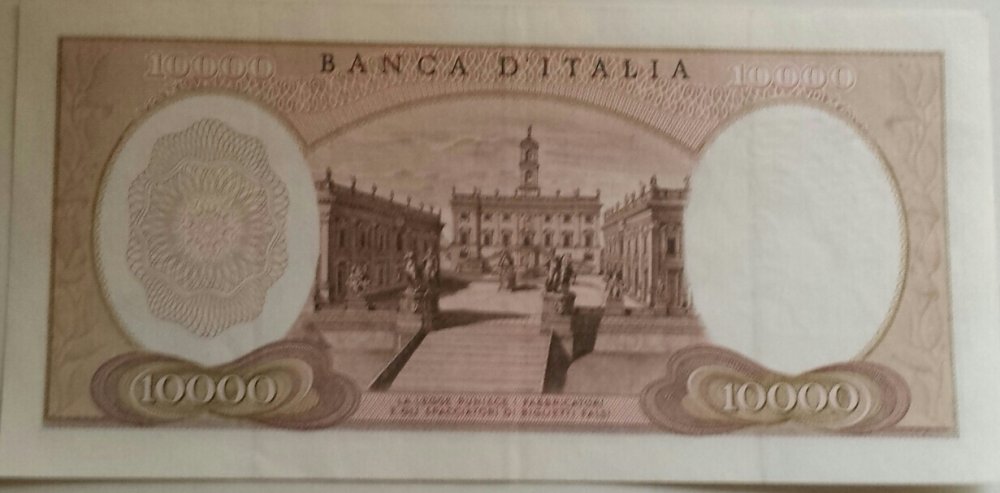 10000 BANCA D'ITALIA 10000
10000 10000
LA LEGGE PUNISCE I FABBRICATORI
E GLI SPACCIATORI DI BIGLIETTI FALSI